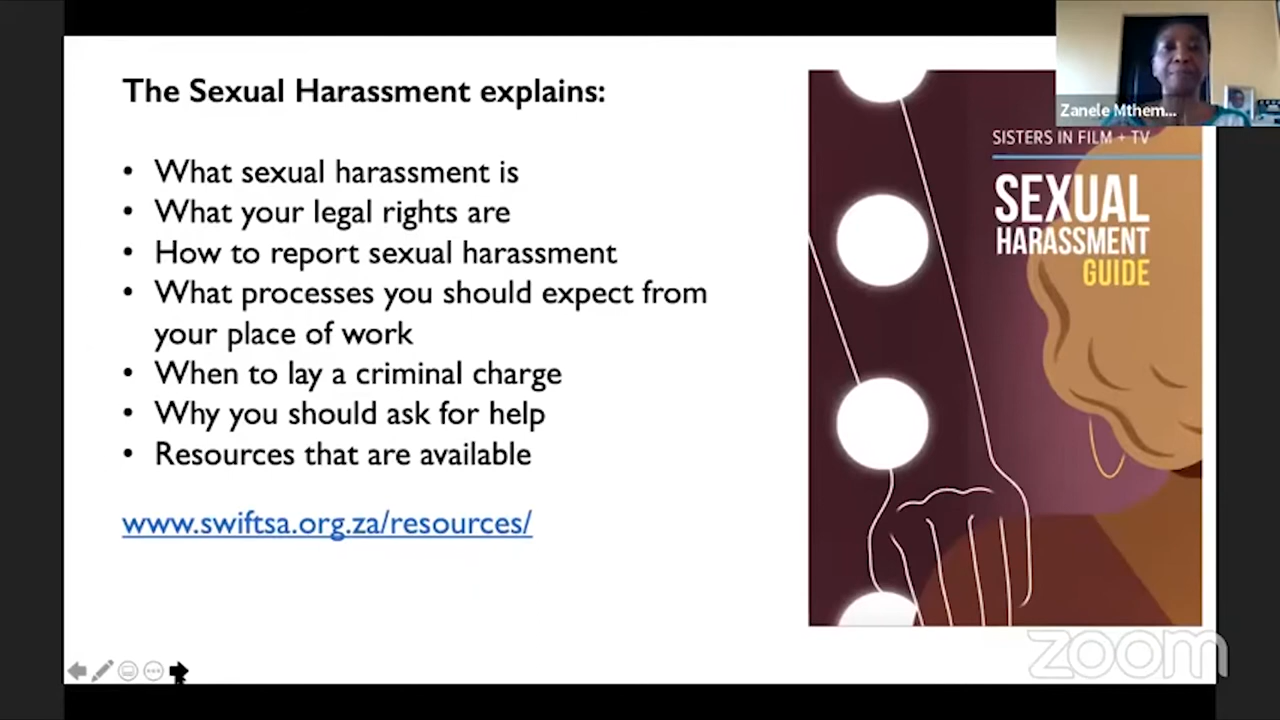 The Sexual Harassment explains:
• What sexual harassment is
• What your legal rights are
• How to report sexual harassment
• What processes you should expect from
your place of work
• When to lay a criminal charge
• Why you should ask for help
• Resources that are available
www.swiftsa.org.za/resources/
Zanele Mthem...
SISTERS IN FILM + TV
SEXUAL
HARASSMENT
GUIDE
zoom